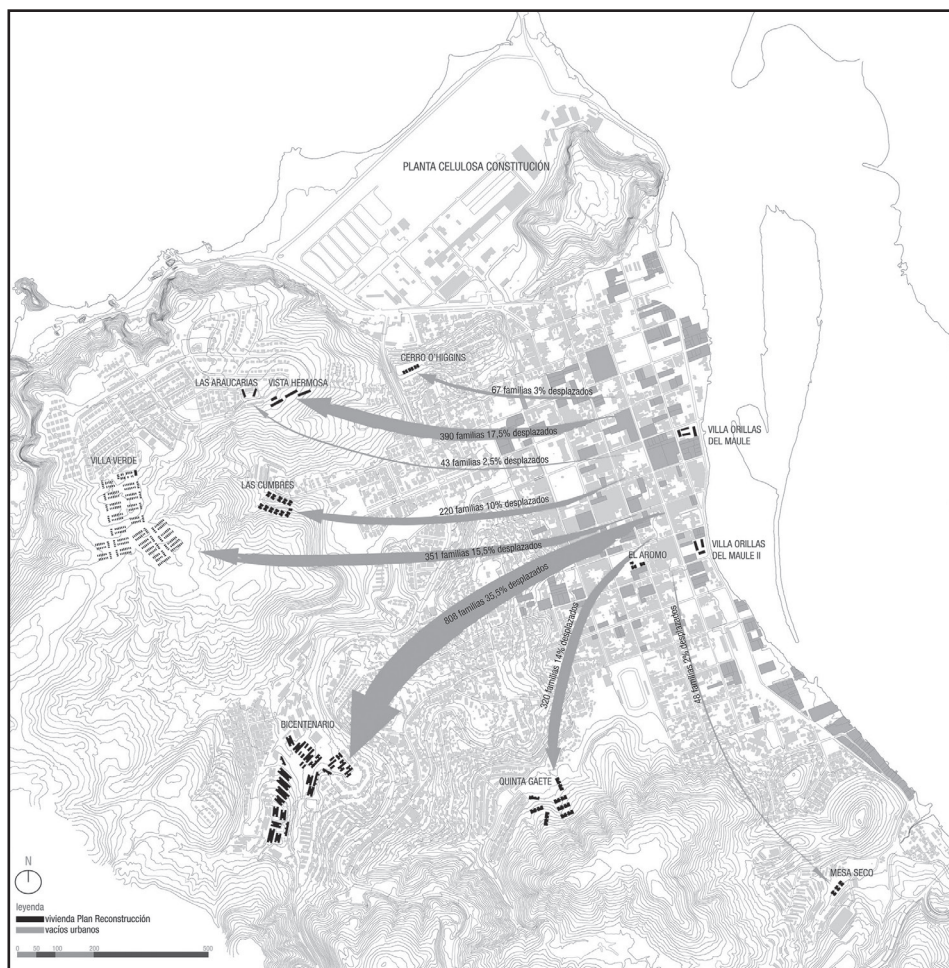 PLANTA CELULOSA CONSTITUCIÓN
CERRO O'HIGGINS
67 familias 3% desplazados
LAS ARAUCARIAS
VISTA HERMOSA
390 familias 17,5% desplazados
VILLA ORILLAS
DEL MAULE
43 familias 2,5% desplazados
VILLA VERDE
LAS CUMBRES
220 familias 10% desplazados
351 familias 15,5% desplazados
VILLA ORILLAS
DEL MAULE II
EL AROMO
808 familias 35,5% desplazados
320 familias 14% desplazados
48 familias 2% desplazados
BICENTENARIO
QUINTA GAETE
MESA SECO
N
leyenda
vivienda Plan Reconstrucción
vacíos urbanos
0 50 100 200 500